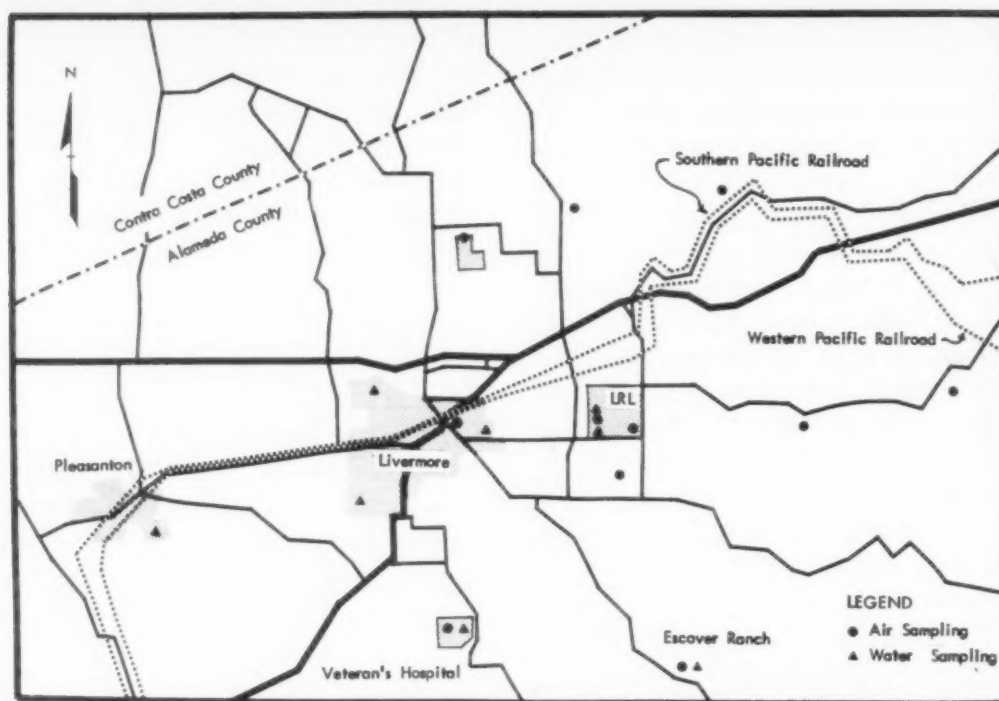 N
Contra Costa County
Alameda County
Southern Pacific Railroad
Western Pacific Railroad
LRL
Pleasanton
Livermore
LEGEND
Air Sampling
Water Sampling
Escover Ranch
Veteran's Hospital